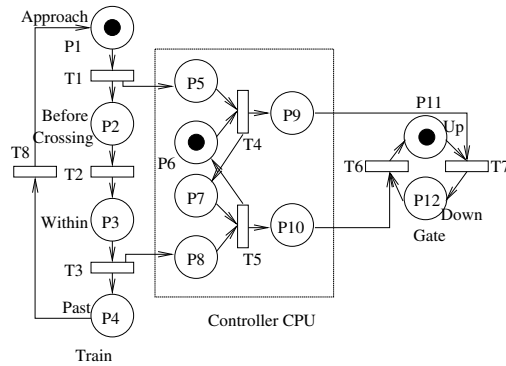 Approach
P1
T1
P5
P9
P11
Before
Crossing
P2
Up
T8
P6
T4
T6
T7
T2
P7
P12
Within
P3
Down
P8
T5
P10
Gate
T3
Past
P4
Controller CPU
Train